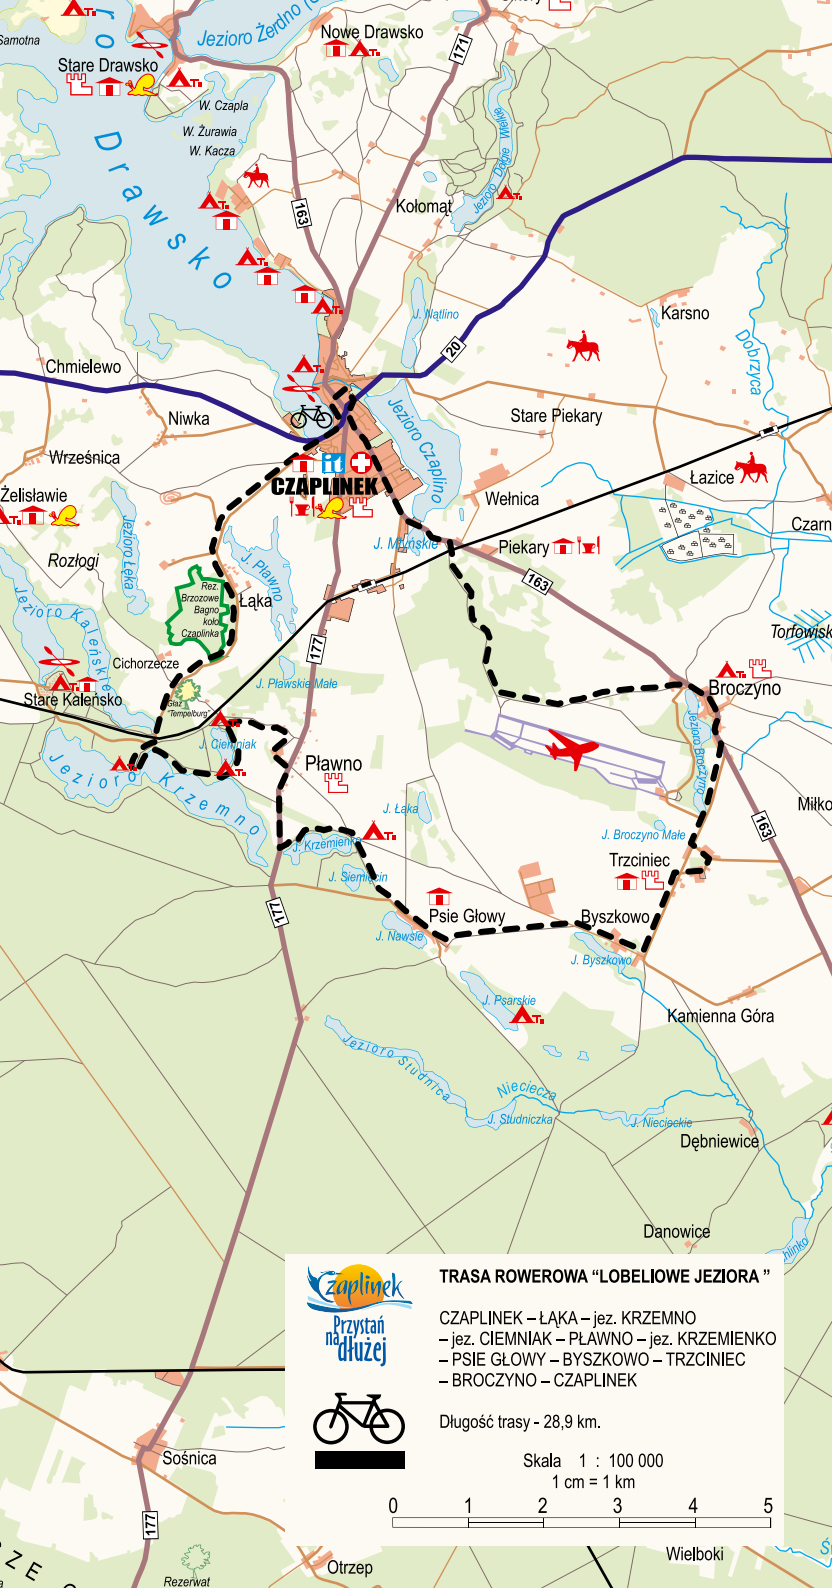 Samotna
Jezioro Żerdno (
Nowe Drawsko
171
Stare Drawsko
W. Czapla
W. Żurawia
W. Kacza
Drawsko
Jezioro Dołgie Wielkie
Kołomąt
163
J. Nątlino
Karsno
Dobrzyca
20
Chmielewo
Niwka
Stare Piekary
Jezioro Czaplino
Wrześnica
Łazice
CZAPLINEK
Żelisławie
Wełnica
Czarn
Jezioro Łęka
J. Młyńskie
Piekary
Rozłogi
J. Pławno
163
Rez.
Brzozowe
Bagno
koło
Czaplinka
Łąka
Jezioro Kaleńskie
Torfowisk
177
Cichorzecze
J. Pławskie Małe
Stare Kaleńsko
Głaz
"Tempelburg"
Broczyno
J. Ciemniak
Jezioro Broczyno
Jezioro Krzemno
Pławno
Miłko
J. Łąka
163
J. Broczyno Małe
J. Krzemienko
Trzciniec
J. Siemięcin
177
Psie Głowy
Byszkowo
J. Nawsie
J. Byszkowo
J. Psarskie
Kamienna Góra
Jezioro Studnica
Nieciecza
J. Studniczka
J. Niecieckie
Dębniewice
Danowice
hlinko
czaplinek
Przystań
na dłużej
TRASA ROWEROWA “LOBELIOWE JEZIORA ”
CZAPLINEK – ŁĄKA – jez. KRZEMNO
– jez. CIEMNIAK – PŁAWNO – jez. KRZEMIENKO
– PSIE GŁOWY – BYSZKOWO – TRZCINIEC
– BROCZYNO – CZAPLINEK
Długość trasy - 28,9 km.
Skala 1 : 100 000
1 cm = 1 km
0 1 2 3 4 5
Sośnica
177
Otrzep
Wielboki
Rezerwat